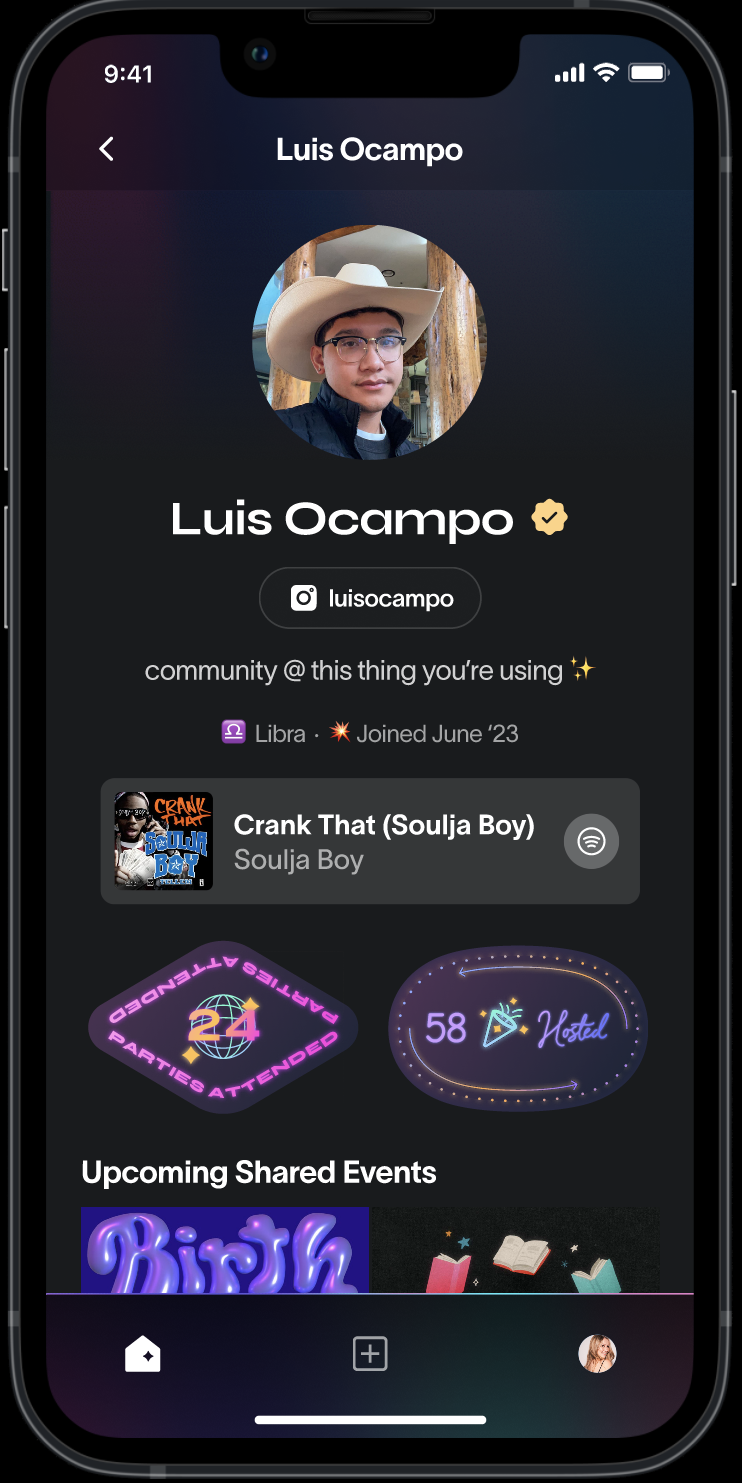 9:41
Luis Ocampo
Luis Ocampo
luisocampo
community @ this thing you’re using ✨
♎ Libra · 💥 Joined June ‘23
CRANK
THAT
SOULJA
BOY
Crank That (Soulja Boy)
Soulja Boy
PARTIES ATTENDED
24
PARTIES ATTENDED
58 Hosted
Upcoming Shared Events
Birth